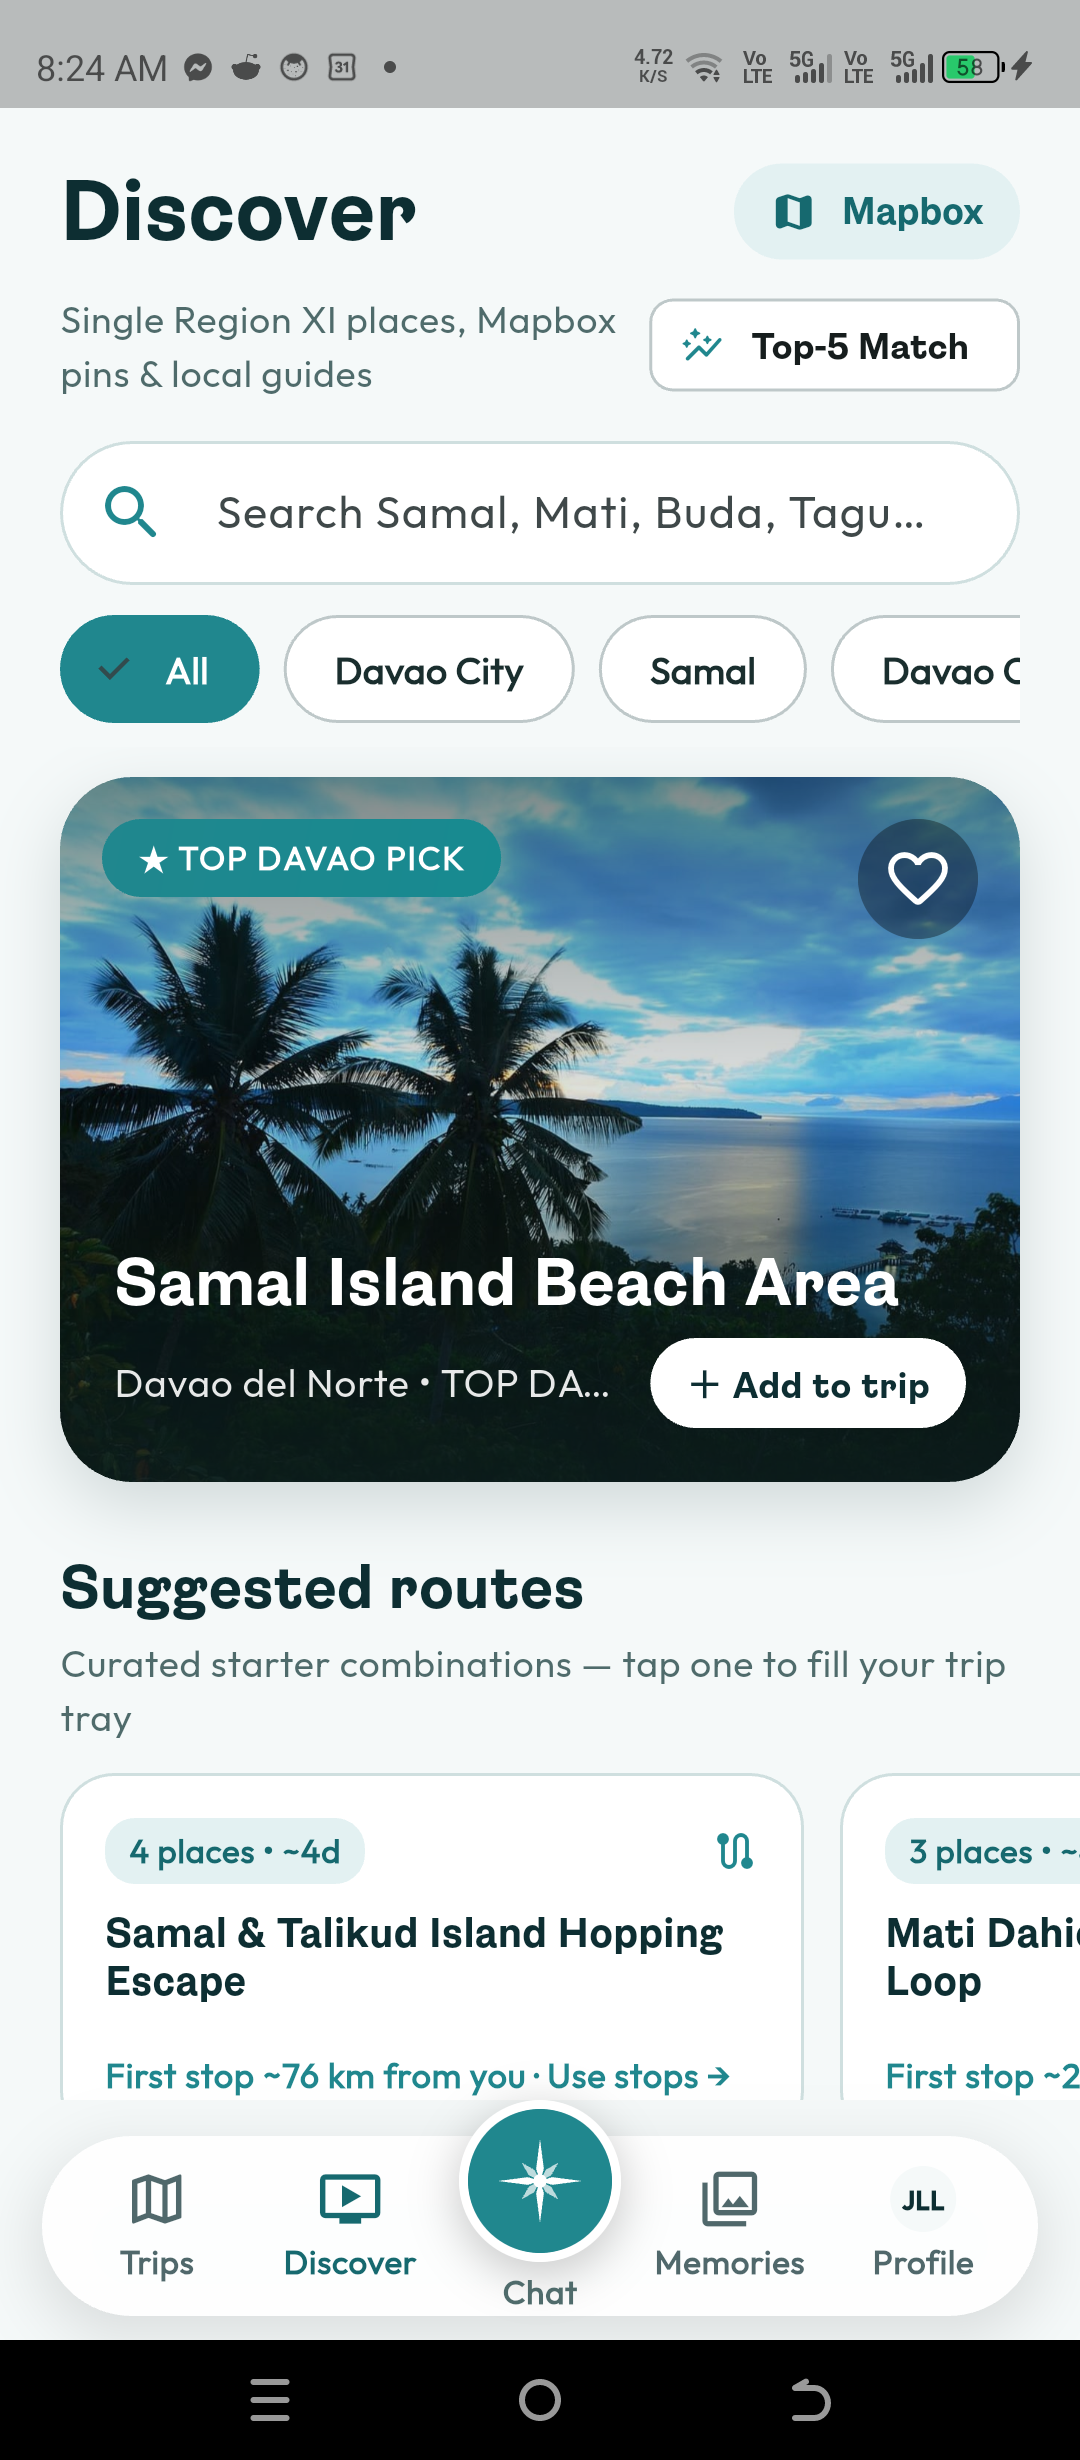 8:24 AM
31
4.72 K/S
Vo LTE
5G
Vo LTE
5G
58
Discover
Mapbox
Single Region XI places, Mapbox
pins & local guides
Top-5 Match
Search Samal, Mati, Buda, Tagu...
All
Davao City
Samal
Davao
★ TOP DAVAO PICK
Samal Island Beach Area
Davao del Norte • TOP DA...
+ Add to trip
Suggested routes
Curated starter combinations — tap one to fill your trip
tray
4 places • ~4d
Samal & Talikud Island Hopping
Escape
First stop ~76 km from you · Use stops →
3 places • ~
Mati
Loop
First stop ~2
Trips
Discover
Chat
Memories
JLL
Profile